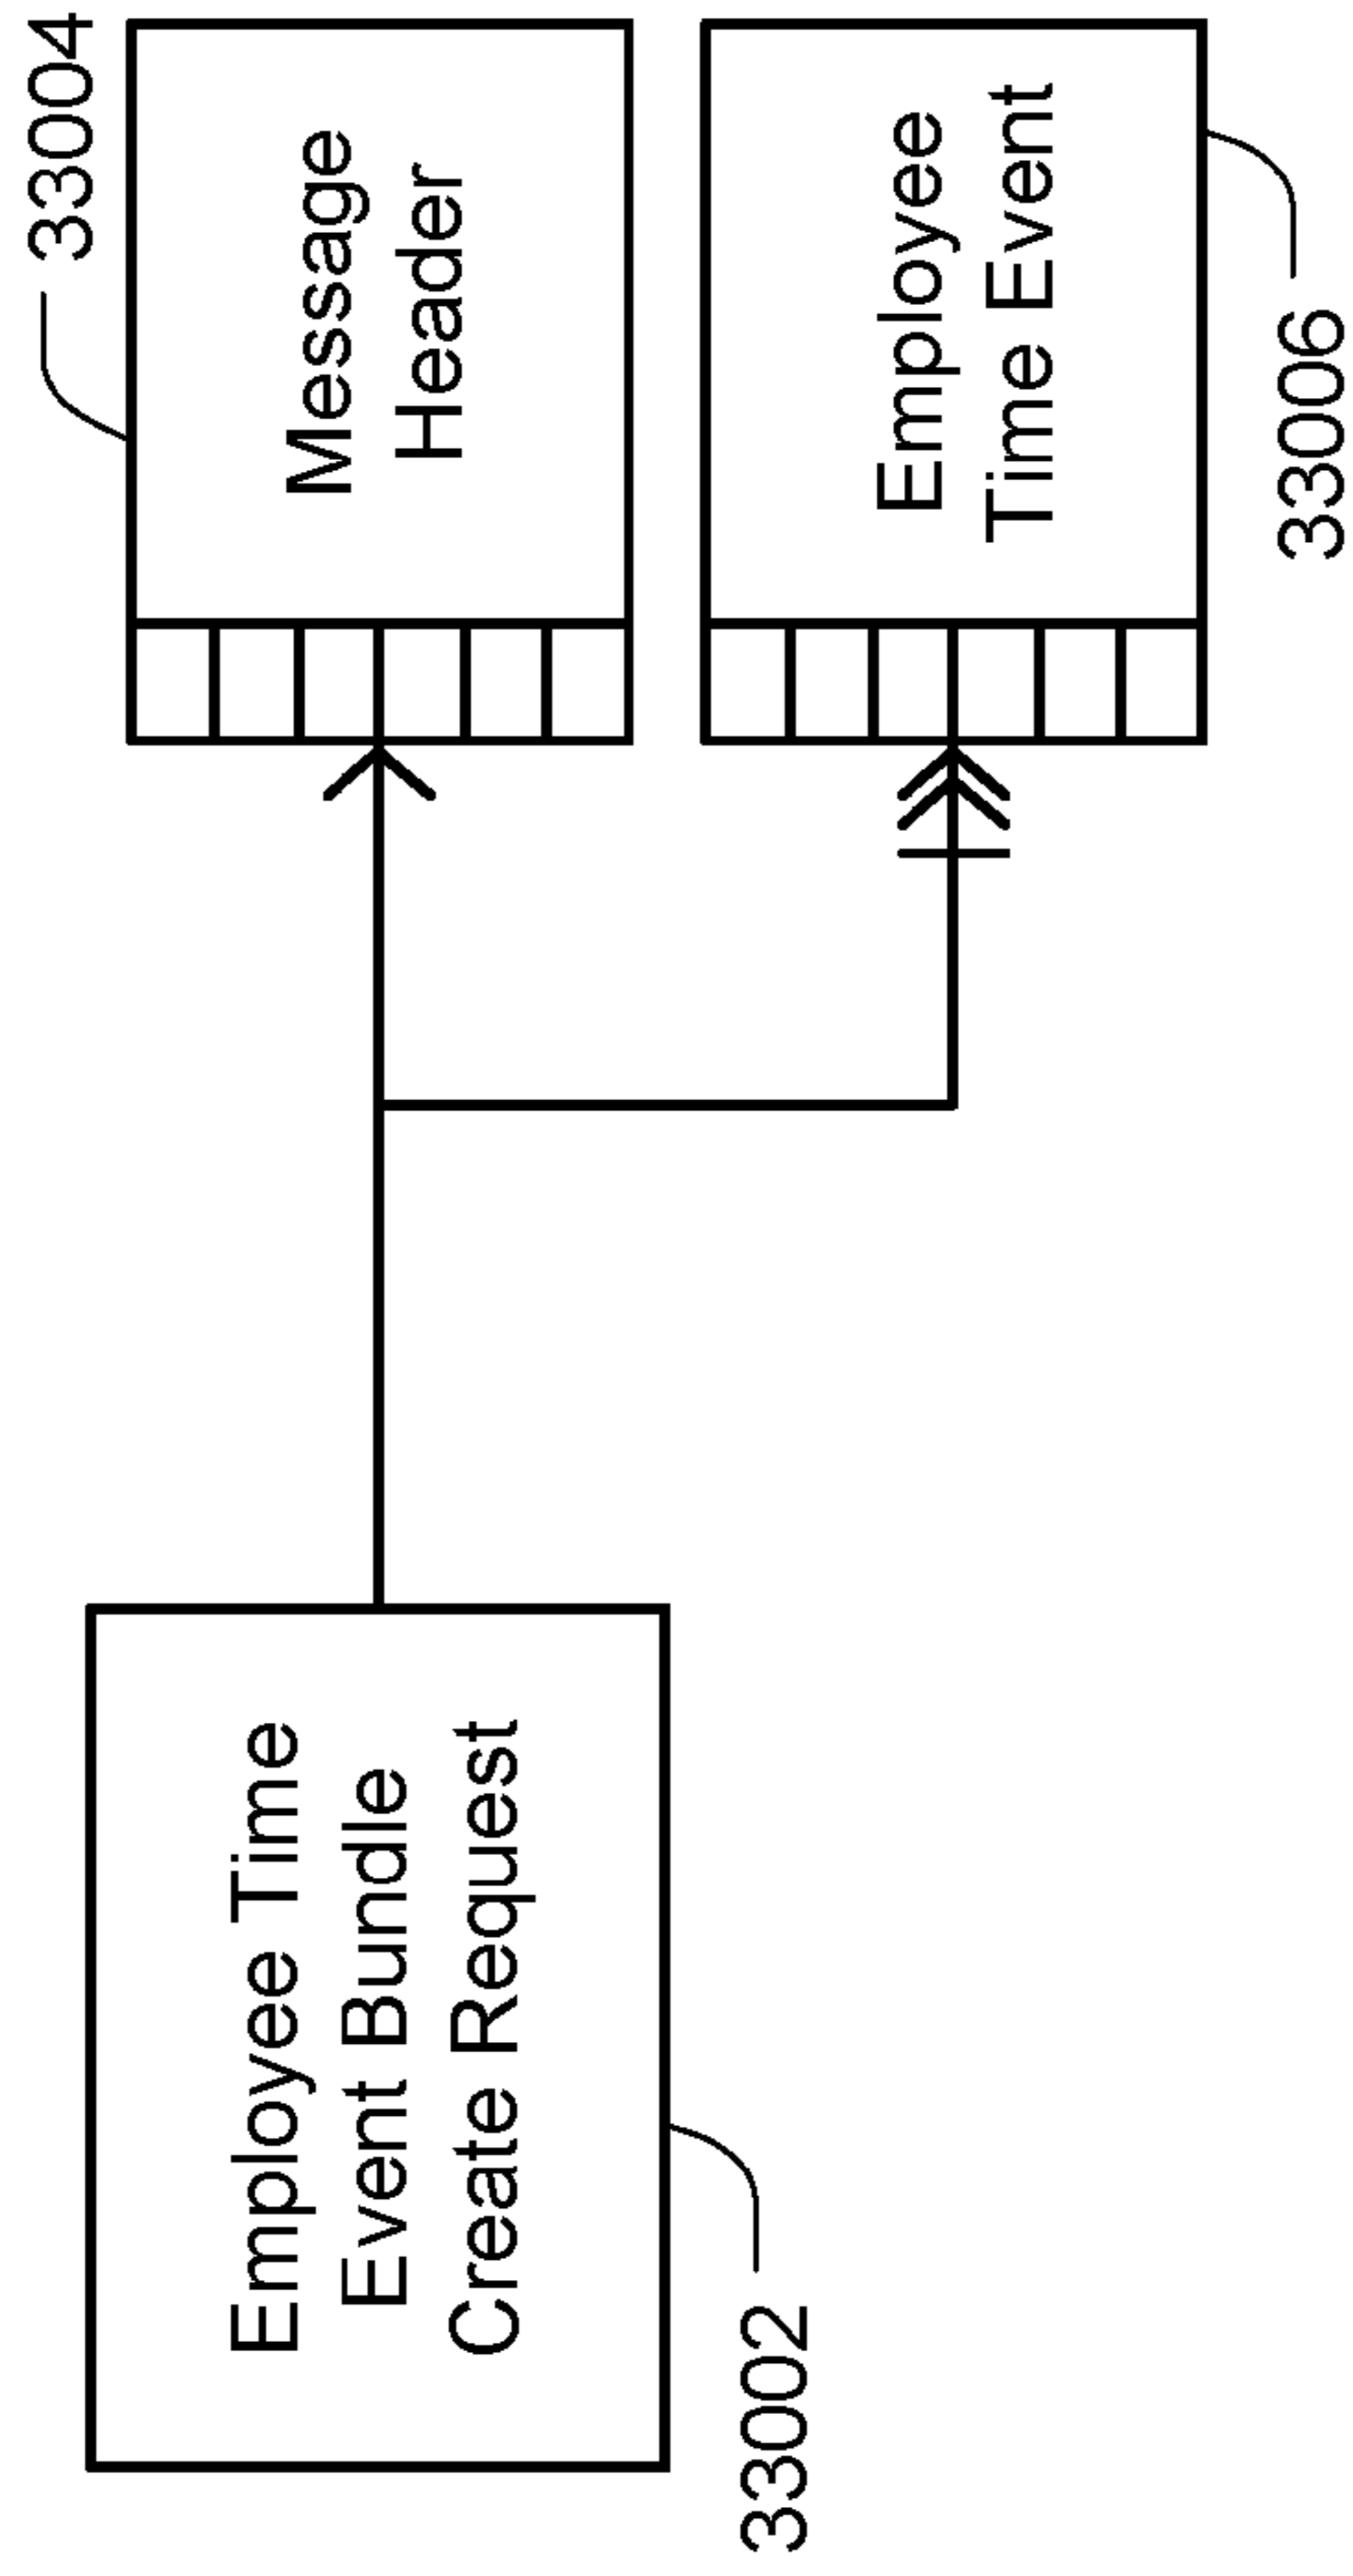 33004
Message
Header
Employee Time
Event Bundle
Create Request
33002
Employee
Time Event
33006